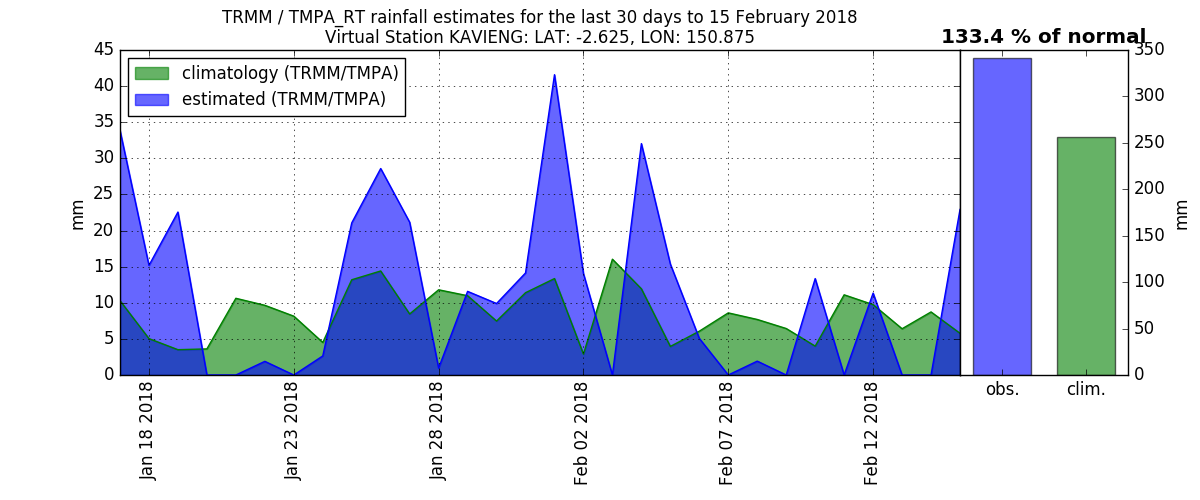 TRMM / TMPA_RT rainfall estimates for the last 30 days to 15 February 2018
Virtual Station KAVIENG: LAT: -2.625, LON: 150.875
133.4 % of normal
climatology (TRMM/TMPA)
estimated (TRMM/TMPA)
45
40
35
30
25
20
15
10
5
0
mm
350
300
250
200
150
100
50
0
mm
Jan 18 2018
Jan 23 2018
Jan 28 2018
Feb 02 2018
Feb 07 2018
Feb 12 2018
obs.
clim.